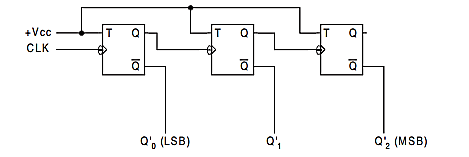 +Vcc
CLK
T Q T Q T Q
Q̅ Q̅ Q̅
Q'₀ (LSB) Q'₁ Q'₂ (MSB)